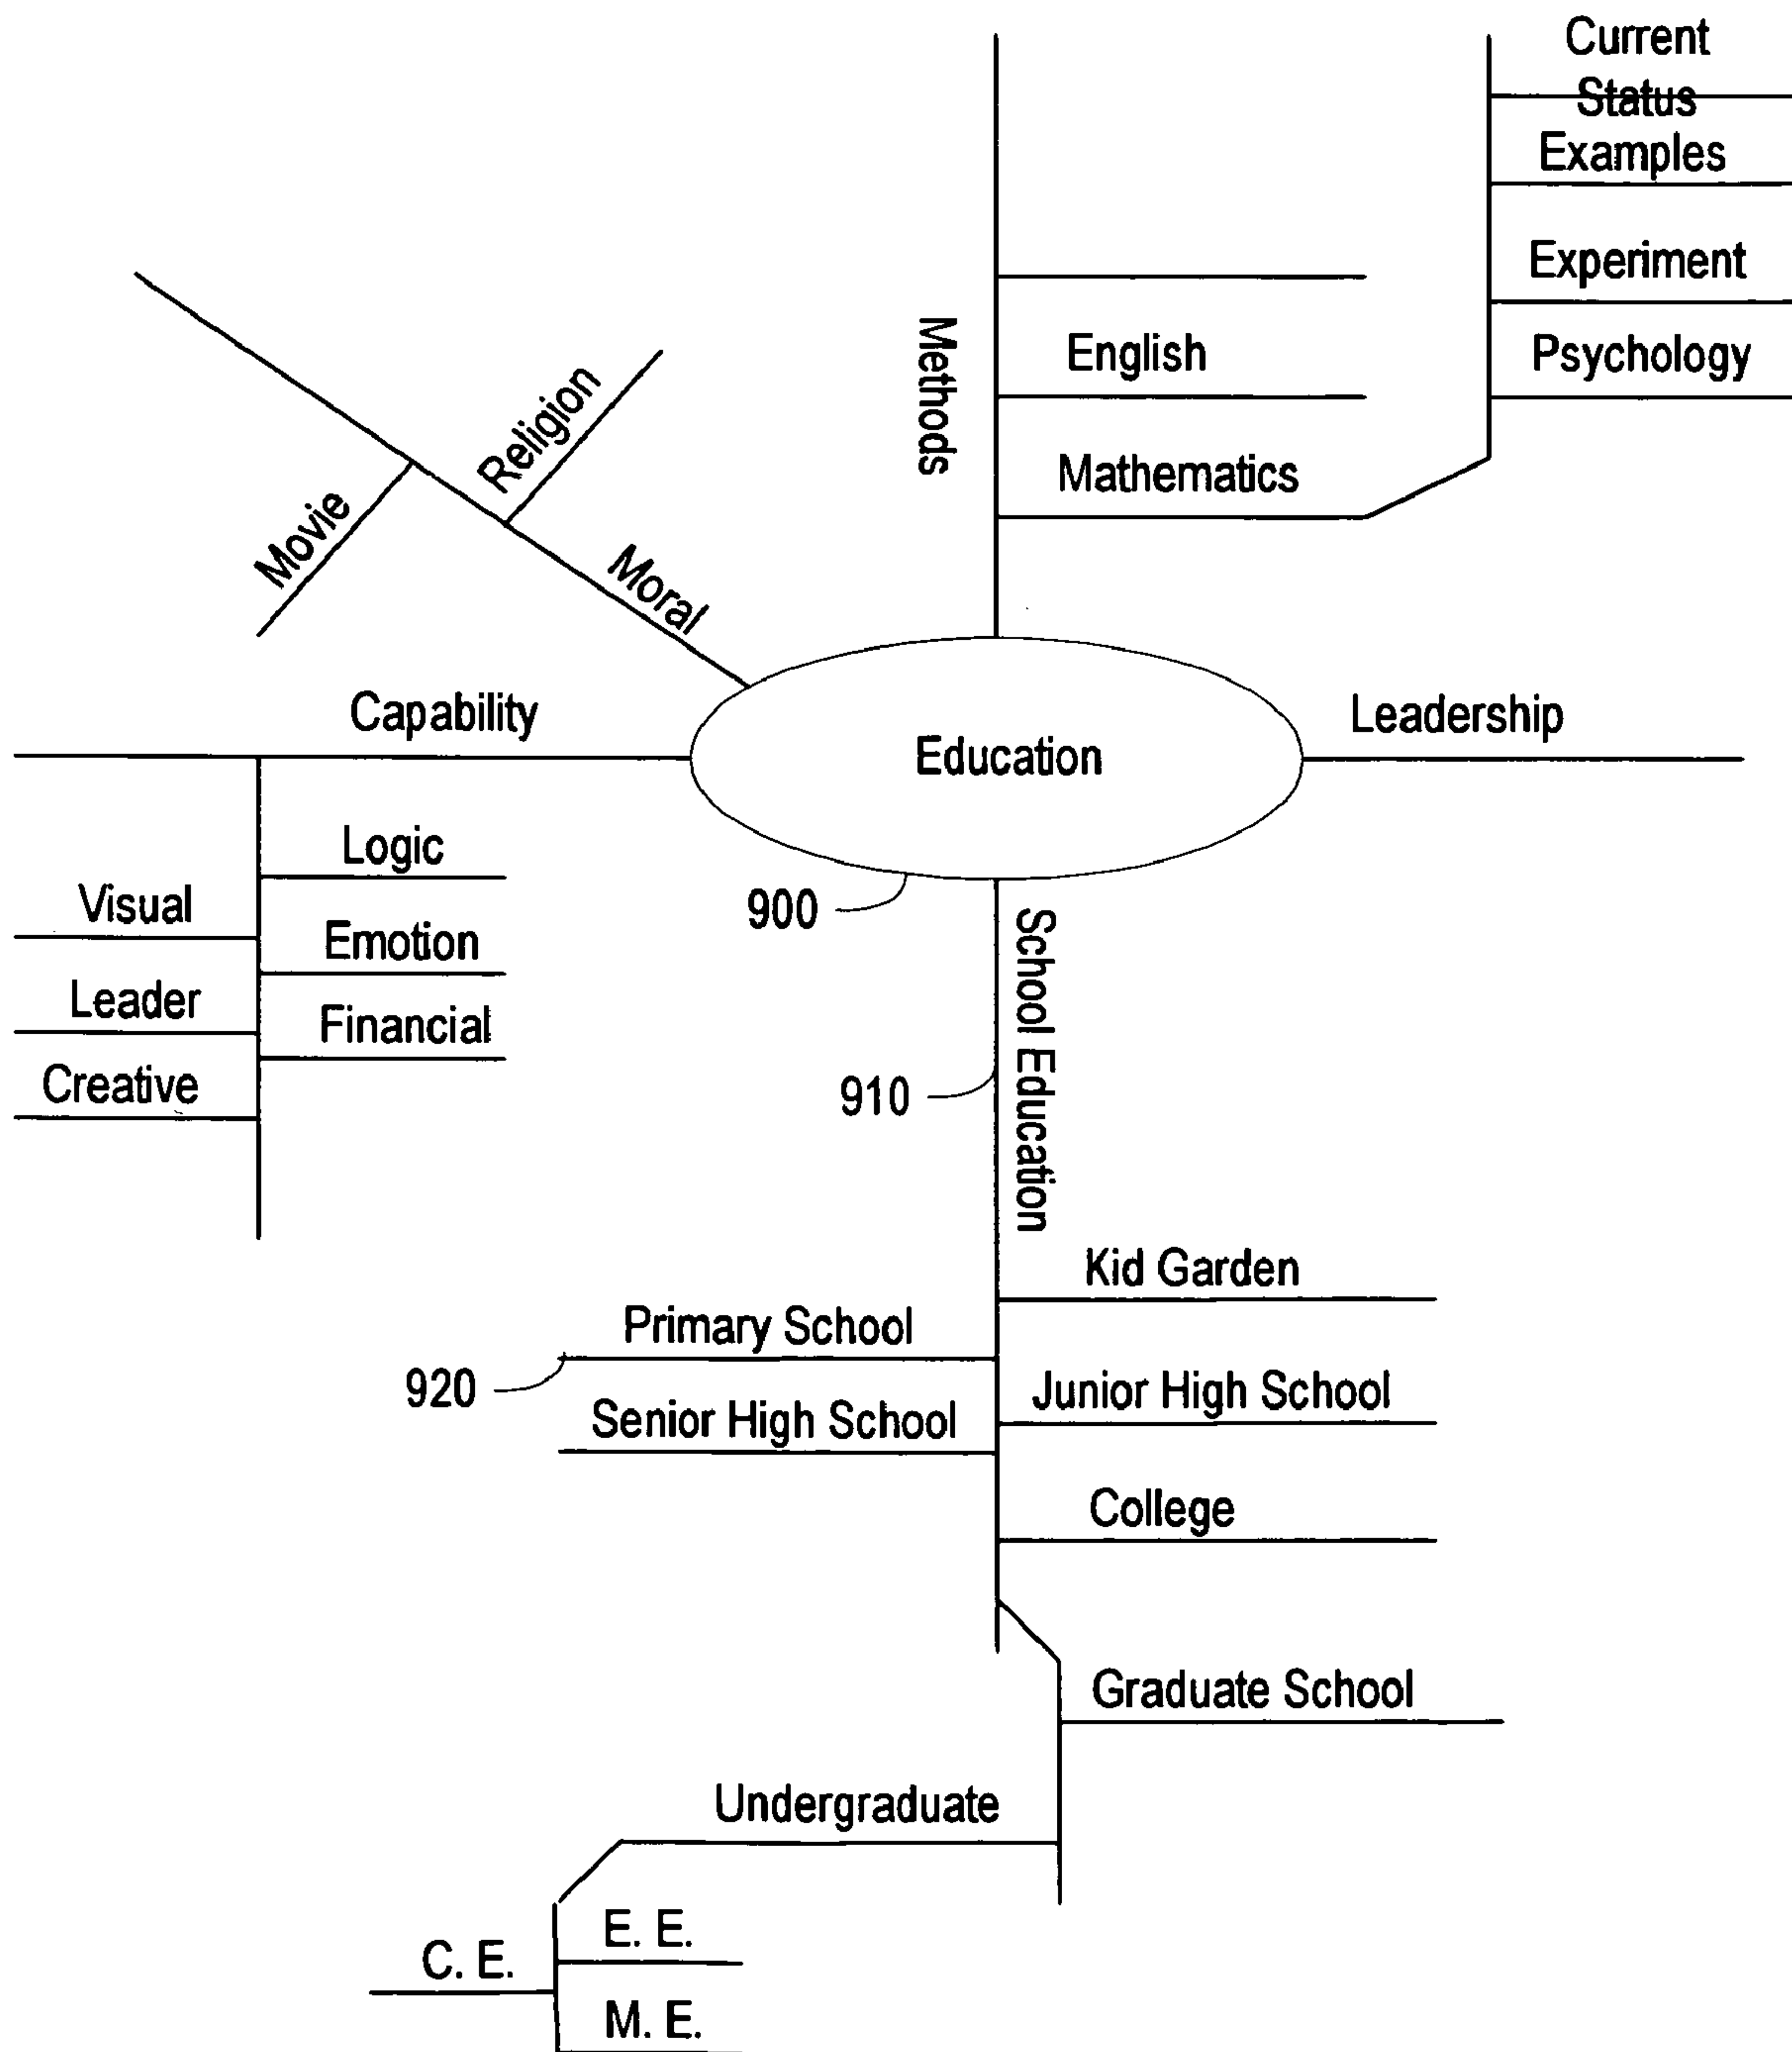 Current
Status
Examples
Experiment
Psychology
Methods
English
Mathematics
Religion
Movie
Moral
Capability
Education
Leadership
Logic
Visual
Emotion
Leader
Financial
Creative
900
School Education
910
Kid Garden
Primary School
920
Junior High School
Senior High School
College
Graduate School
Undergraduate
E. E.
C. E.
M. E.